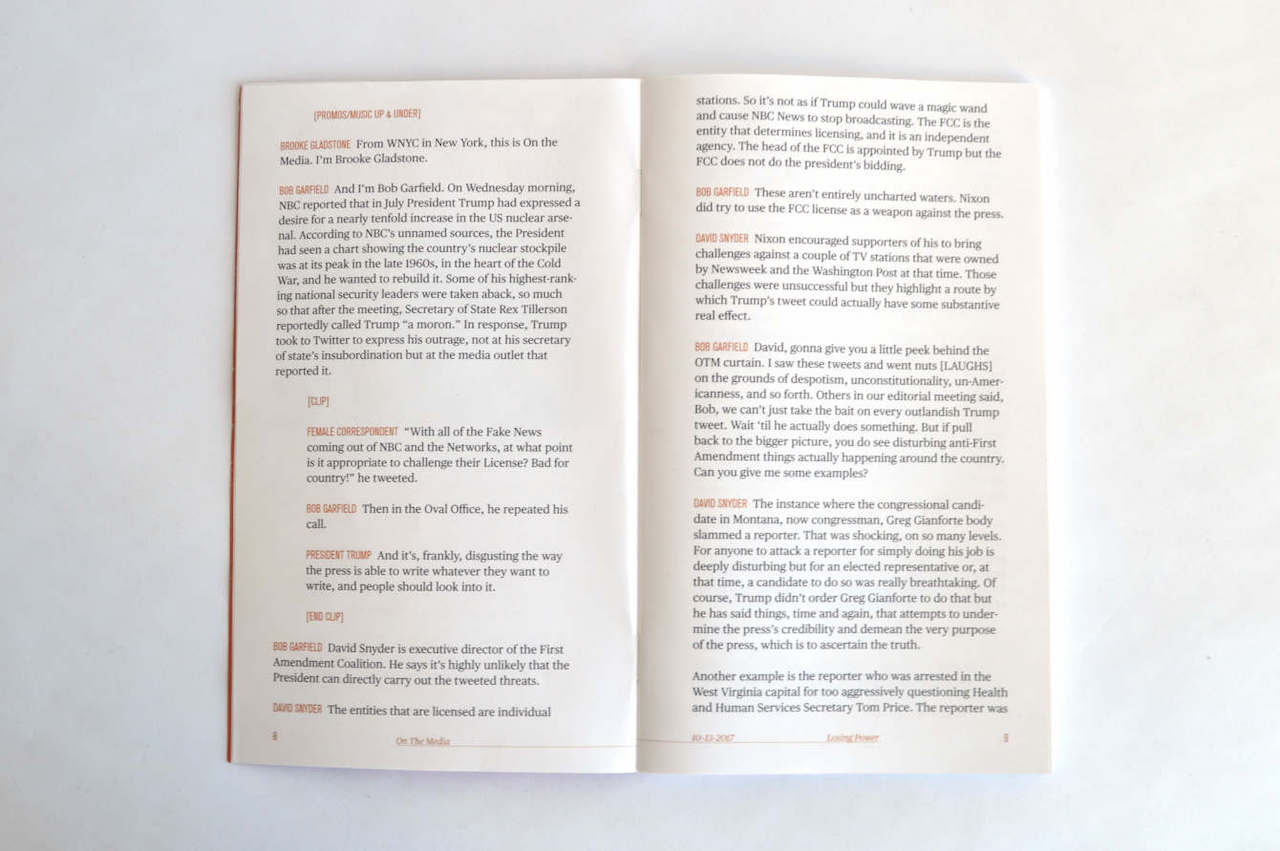 [PROMOS/MUSIC UP & UNDER]
BROOKE GLADSTONE From WNYC in New York, this is On the
Media. I'm Brooke Gladstone.
BOB GARFIELD And I'm Bob Garfield. On Wednesday morning,
NBC reported that in July President Trump had expressed a
desire for a nearly tenfold increase in the US nuclear arse-
nal. According to NBC's unnamed sources, the President
had seen a chart showing the country's nuclear stockpile
was at its peak in the late 1960s, in the heart of the Cold
War, and he wanted to rebuild it. Some of his highest-rank-
ing national security leaders were taken aback, so much
so that after the meeting, Secretary of State Rex Tillerson
reportedly called Trump “a moron.” In response, Trump
took to Twitter to express his outrage, not at his secretary
of state's insubordination but at the media outlet that
reported it.
[CLIP]
FEMALE CORRESPONDENT “With all of the Fake News
coming out of NBC and the Networks, at what point
is it appropriate to challenge their License? Bad for
country!” he tweeted.
BOB GARFIELD Then in the Oval Office, he repeated his
call.
PRESIDENT TRUMP And it's, frankly, disgusting the way
the press is able to write whatever they want to
write, and people should look into it.
[END CLIP]
BOB GARFIELD David Snyder is executive director of the First
Amendment Coalition. He says it's highly unlikely that the
President can directly carry out the tweeted threats.
DAVID SNYDER The entities that are licensed are individual
On The Media
stations. So it's not as if Trump could wave a magic wand
and cause NBC News to stop broadcasting. The FCC is the
entity that determines licensing, and it is an independent
agency. The head of the FCC is appointed by Trump but the
FCC does not do the president's bidding.
BOB GARFIELD These aren't entirely uncharted waters. Nixon
did try to use the FCC license as a weapon against the press.
DAVID SNYDER Nixon encouraged supporters of his to bring
challenges against a couple of TV stations that were owned
by Newsweek and the Washington Post at that time. Those
challenges were unsuccessful but they highlight a route by
which Trump's tweet could actually have some substantive
real effect.
BOB GARFIELD David, gonna give you a little peek behind the
OTM curtain. I saw these tweets and went nuts [LAUGHS]
on the grounds of despotism, unconstitutionality, un-Amer-
icanness, and so forth. Others in our editorial meeting said,
Bob, we can't just take the bait on every outlandish Trump
tweet. Wait ‘til he actually does something. But if pull
back to the bigger picture, you do see disturbing anti-First
Amendment things actually happening around the country.
Can you give me some examples?
DAVID SNYDER The instance where the congressional candi-
date in Montana, now congressman, Greg Gianforte body
slammed a reporter. That was shocking, on so many levels.
For anyone to attack a reporter for simply doing his job is
deeply disturbing but for an elected representative or, at
that time, a candidate to do so was really breathtaking. Of
course, Trump didn't order Greg Gianforte to do that but
he has said things, time and again, that attempts to under-
mine the press's credibility and demean the very purpose
of the press, which is to ascertain the truth.
Another example is the reporter who was arrested in the
West Virginia capital for too aggressively questioning Health
and Human Services Secretary Tom Price. The reporter was
10-13-2017 Losing Power